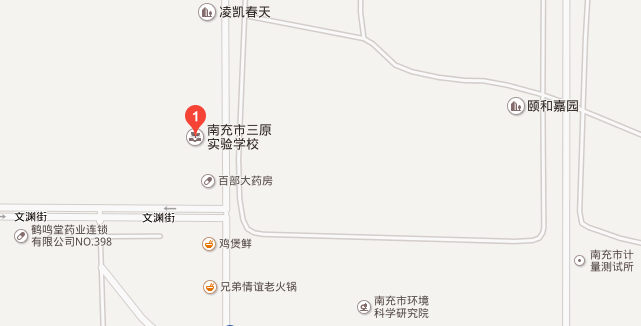 凌凯春天
颐和嘉园
1
南充市三原
实验学校
百部大药房
文渊街
文渊街
鹤鸣堂药业连锁
有限公司NO.398
鸡煲鲜
南充市计
量测试所
兄弟情谊老火锅
南充市环境
科学研究院